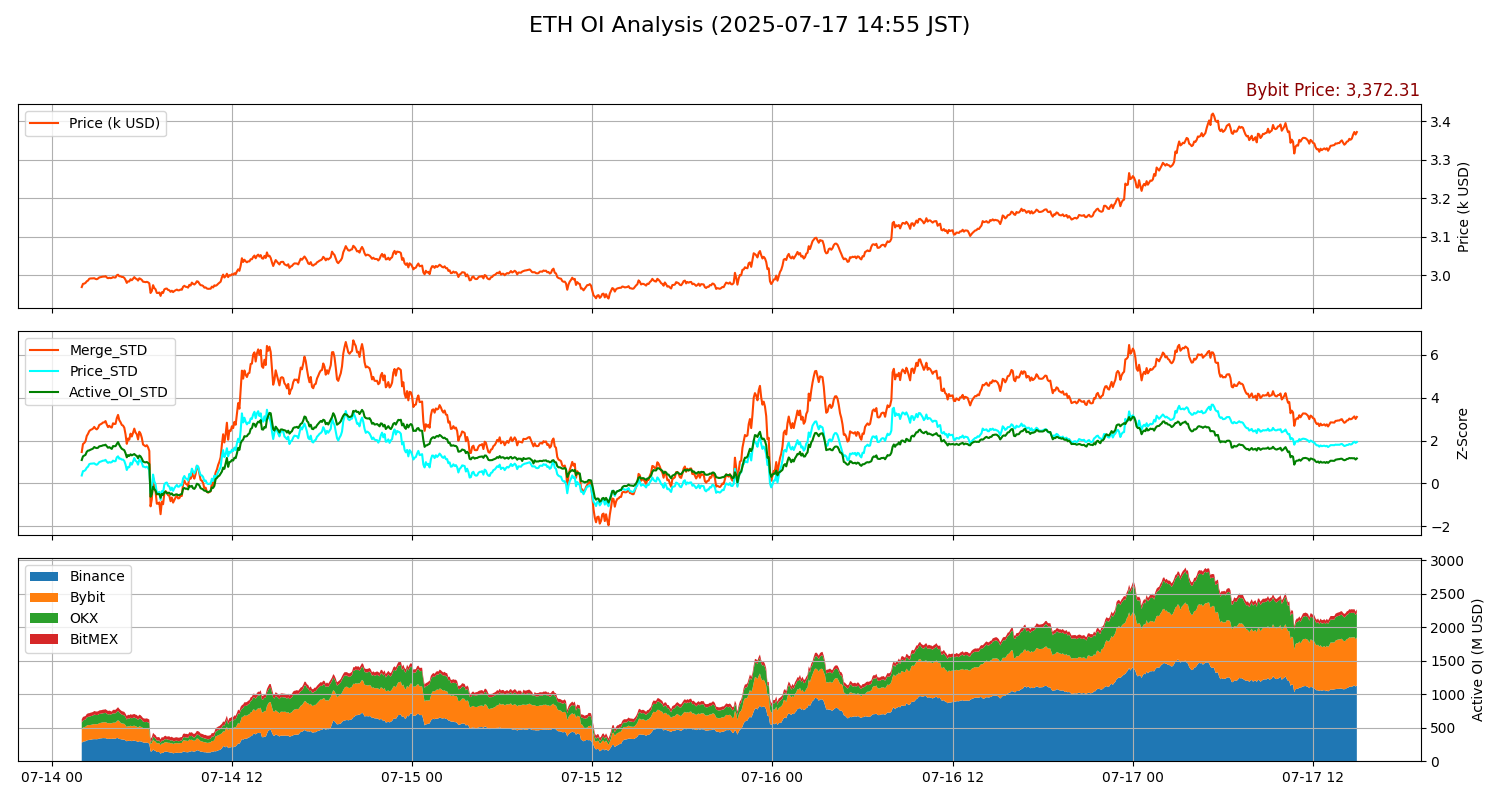 ETH OI Analysis (2025-07-17 14:55 JST)
Bybit Price: 3,372.31
Price (k USD)
3.4
3.3
3.2
3.1
3.0
Price (k USD)
Merge_STD
Price_STD
Active_OI_STD
6
4
2
0
−2
Z-Score
Binance
Bybit
OKX
BitMEX
3000
2500
2000
1500
1000
500
0
Active OI (M USD)
07-14 00
07-14 12
07-15 00
07-15 12
07-16 00
07-16 12
07-17 00
07-17 12